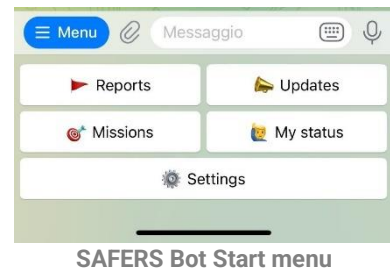 Menu Messaggio
Reports Updates
Missions My status
Settings
SAFERS Bot Start menu